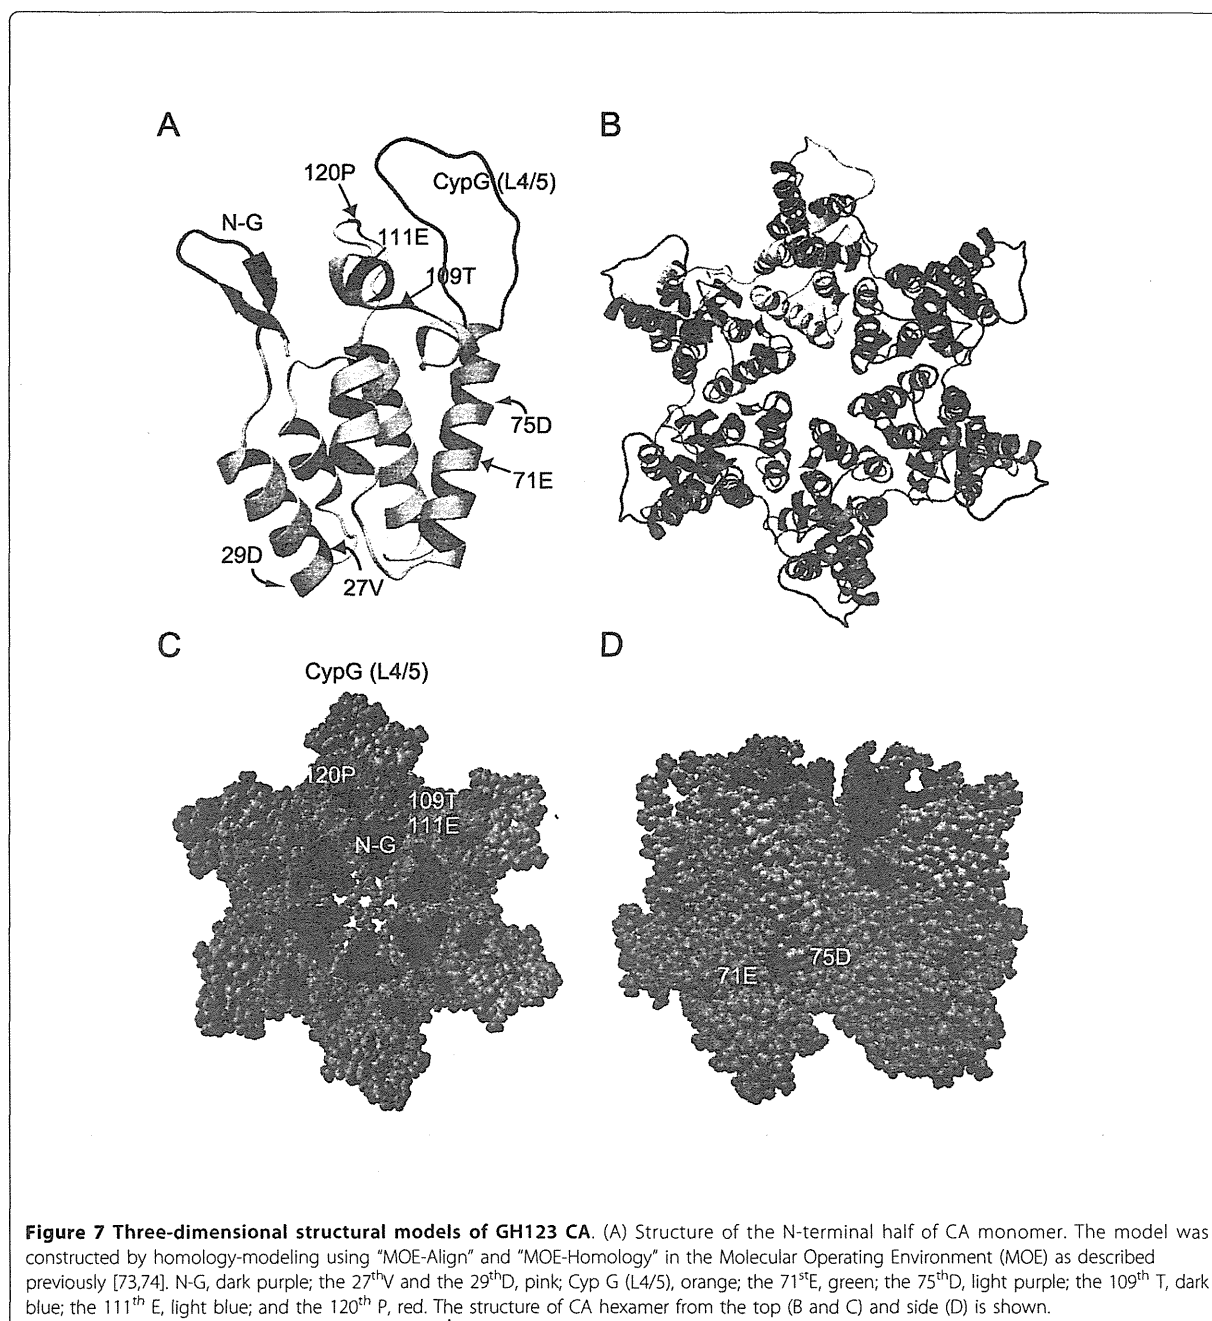 A
B
120P
CypG (L4/5)
N-G
111E
109T
75D
71E
29D
27V
C
D
CypG (L4/5)
120P
109T
111E
N-G
75D
71E
Figure 7 Three-dimensional structural models of GH123 CA. (A) Structure of the N-terminal half of CA monomer. The model was
constructed by homology-modeling using "MOE-Align" and "MOE-Homology" in the Molecular Operating Environment (MOE) as described
previously [73,74]. N-G, dark purple; the 27thV and the 29thD, pink; Cyp G (L4/5), orange; the 71stE, green; the 75thD, light purple; the 109th T, dark
blue; the 111th E, light blue; and the 120th P, red. The structure of CA hexamer from the top (B and C) and side (D) is shown.